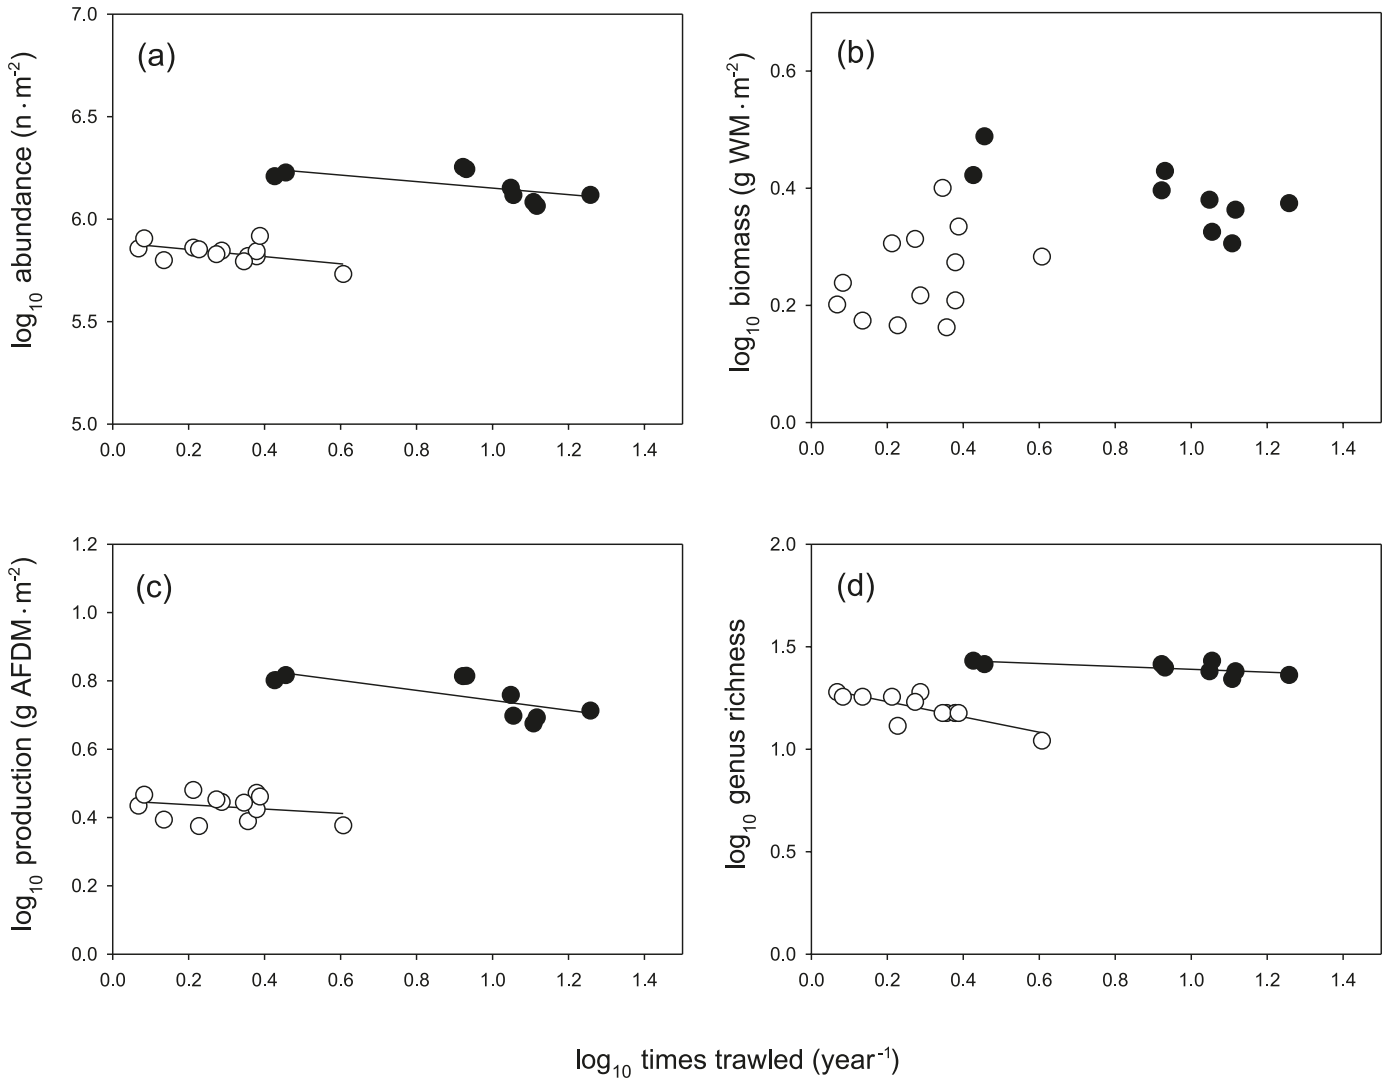 (a)
log10 abundance (n · m-2)
7.0
6.5
6.0
5.5
5.0
0.0 0.2 0.4 0.6 0.8 1.0 1.2 1.4
(b)
log10 biomass (g WM · m-2)
0.6
0.4
0.2
0.0
0.0 0.2 0.4 0.6 0.8 1.0 1.2 1.4
(c)
log10 production (g AFDM · m-2)
1.2
1.0
0.8
0.6
0.4
0.2
0.0
0.0 0.2 0.4 0.6 0.8 1.0 1.2 1.4
(d)
log10 genus richness
2.0
1.5
1.0
0.5
0.0
0.0 0.2 0.4 0.6 0.8 1.0 1.2 1.4
log10 times trawled (year-1)